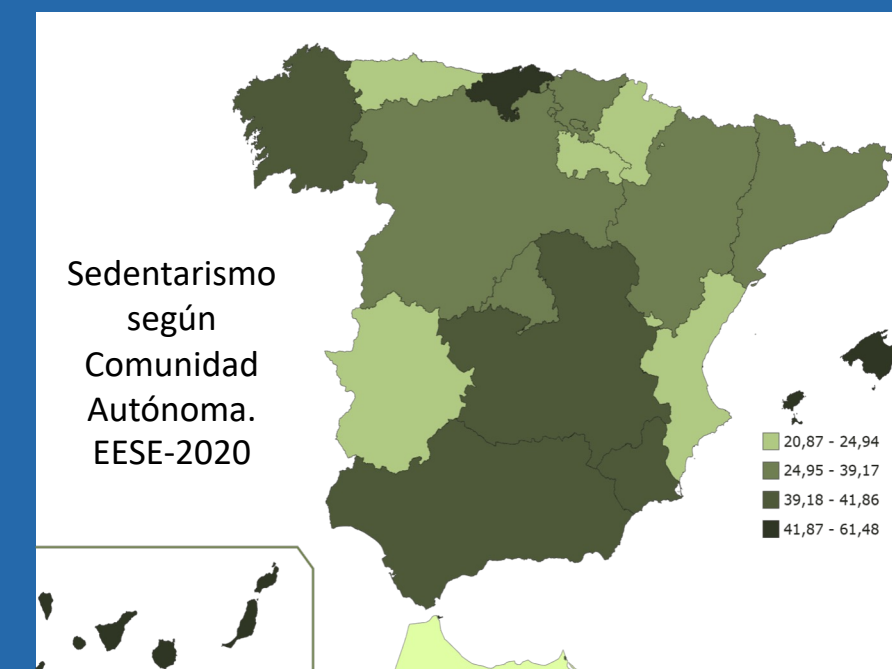 Sedentarismo
según
Comunidad
Autónoma.
EESE-2020
20,87 - 24,94
24,95 - 39,17
39,18 - 41,86
41,87 - 61,48